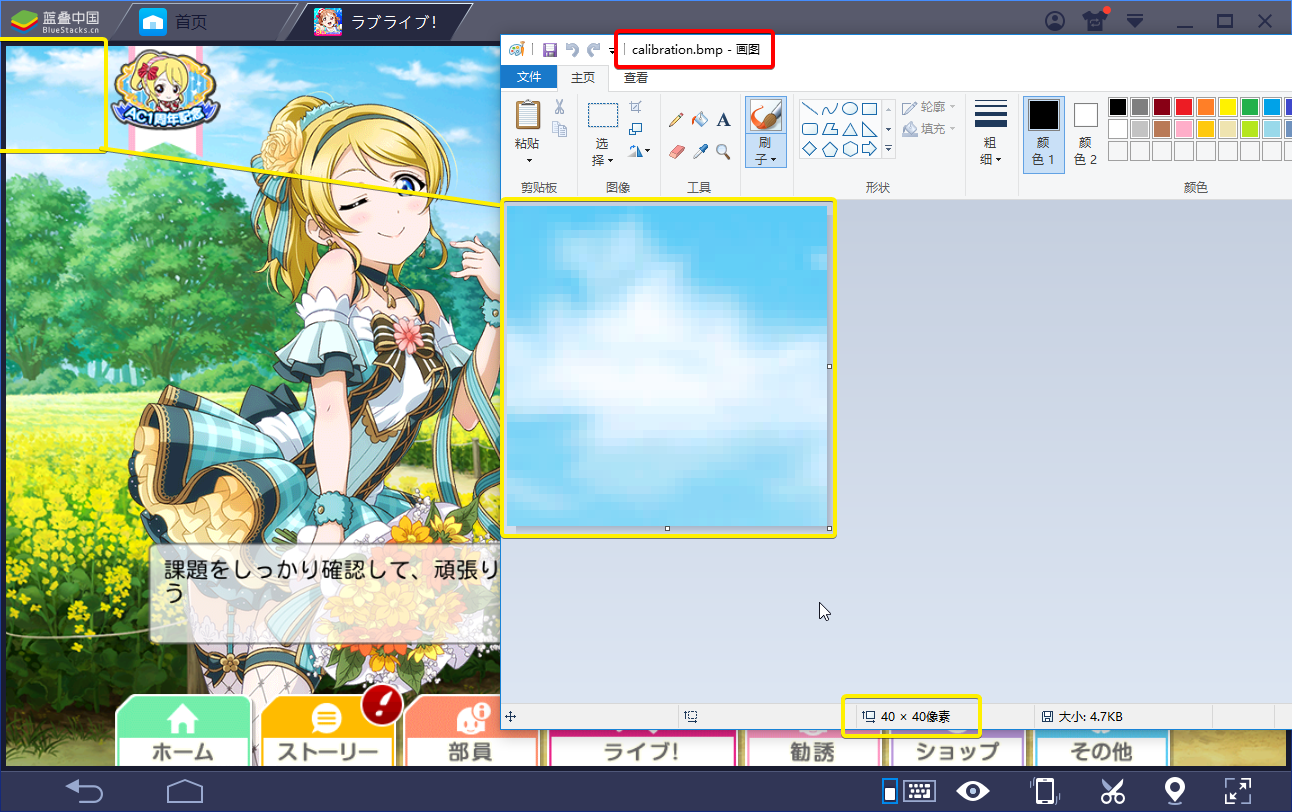 蓝叠中国
BlueStacks.cn
首页
ラブライブ!
AC1周年記念
calibration.bmp - 画图
文件
主页
查看
粘贴
选
择
A
刷
子
轮廓
填充
粗
细
颜
色 1
颜
色 2
剪贴板
图像
工具
形状
颜色
課題をしっかり確認して、頑張り
う
40 × 40像素
大小: 4.7KB
ホーム
ストーリー
部員
ライブ!
勧誘
ショップ
その他